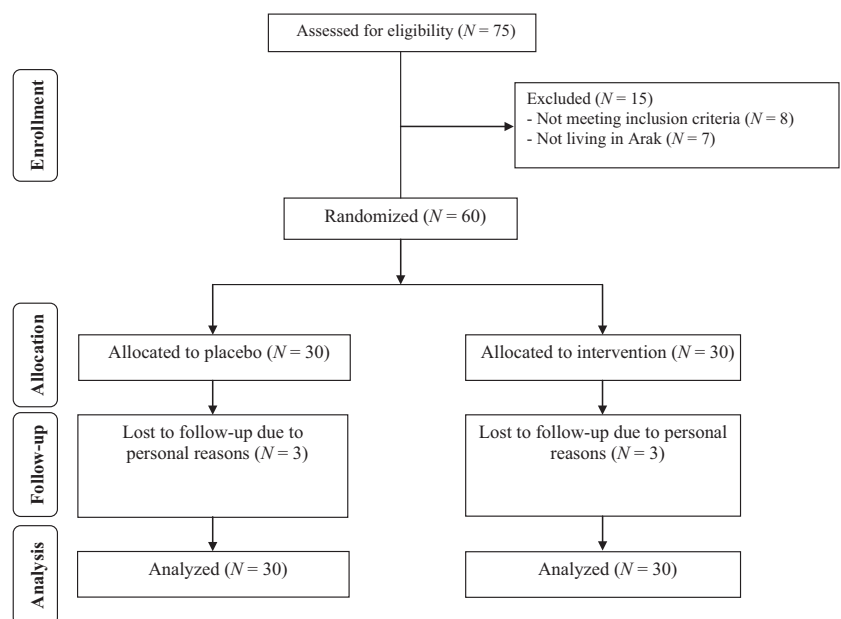 Assessed for eligibility (N = 75)
Enrollment
Excluded (N = 15)
- Not meeting inclusion criteria (N = 8)
- Not living in Arak (N = 7)
Randomized (N = 60)
Allocation
Allocated to placebo (N = 30)
Allocated to intervention (N = 30)
Follow-up
Lost to follow-up due to
personal reasons (N = 3)
Lost to follow-up due to personal
reasons (N = 3)
Analysis
Analyzed (N = 30)
Analyzed (N = 30)